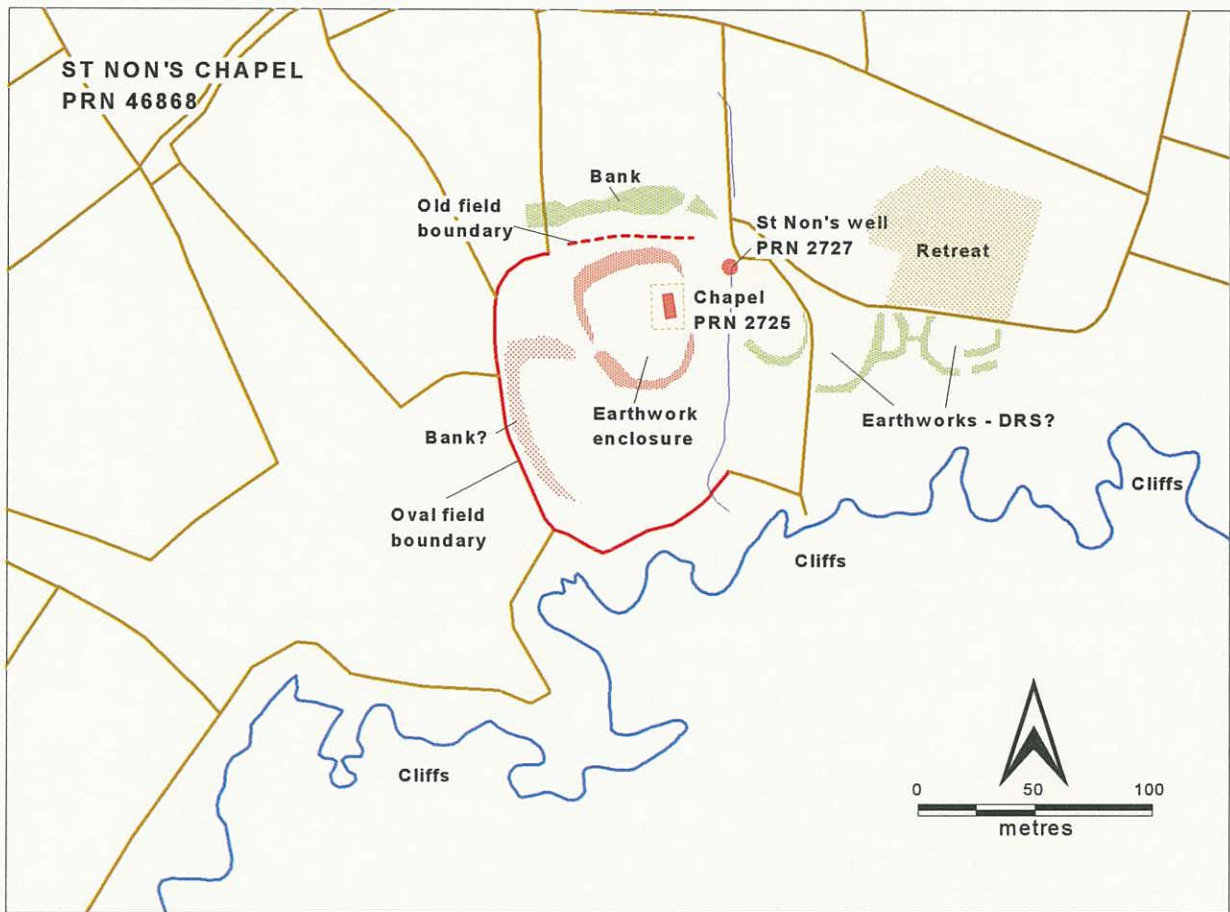 ST NON'S CHAPEL
PRN 46868
Bank
Old field
boundary
St Non's well
PRN 2727
Retreat
Chapel
PRN 2725
Earthwork
enclosure
Earthworks - DRS?
Bank?
Oval field
boundary
Cliffs
Cliffs
Cliffs
0 50 100
metres